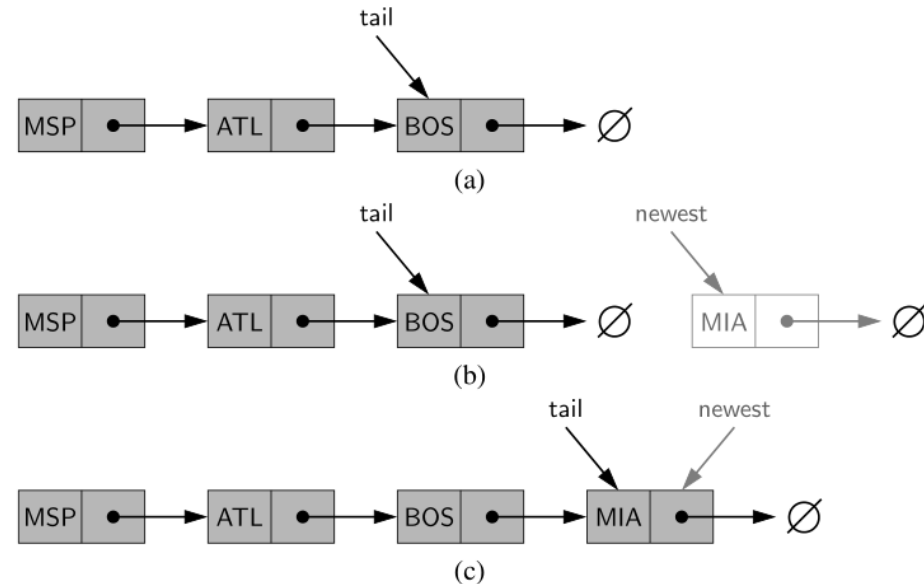 tail
MSP ATL BOS ∅
(a)
tail newest
MSP ATL BOS ∅ MIA ∅
(b)
tail newest
MSP ATL BOS MIA ∅
(c)